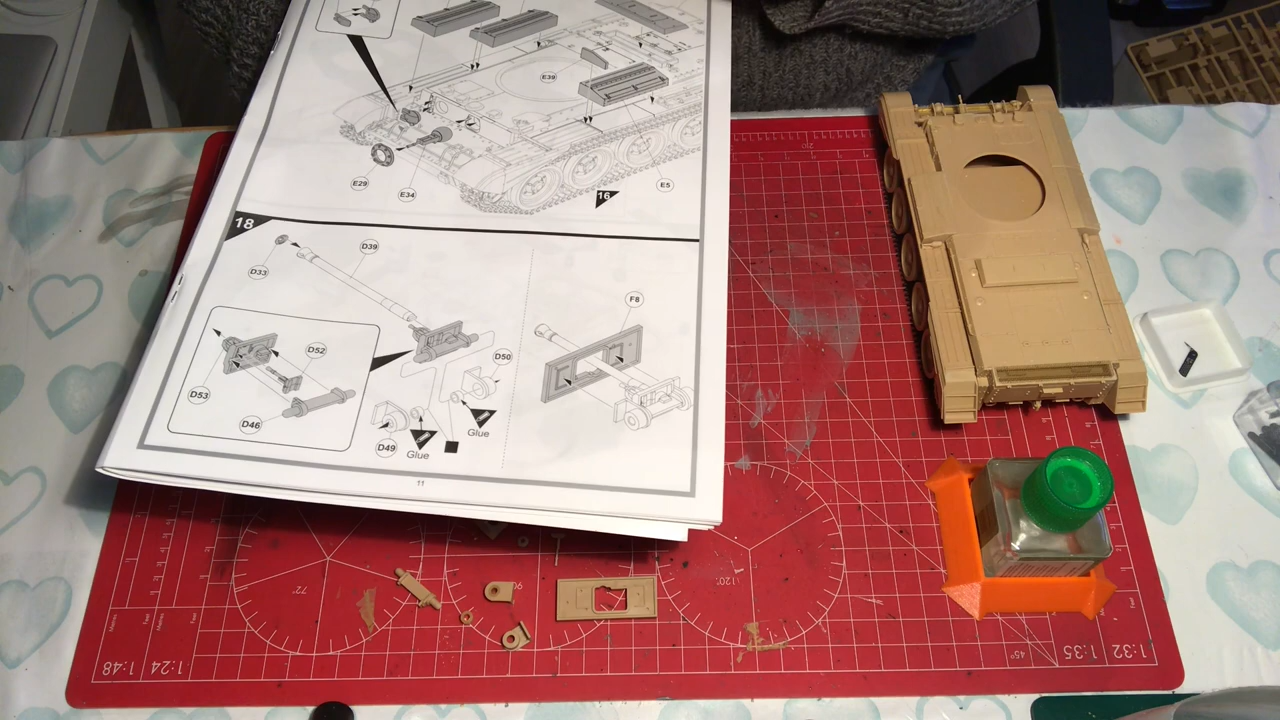 E39
E29
E34
16
E5
18
D33
D39
F8
D52
D50
D53
D46
D49
Glue
Glue
11
72°
120°
45°
1:48
1:24
1:35
1:32